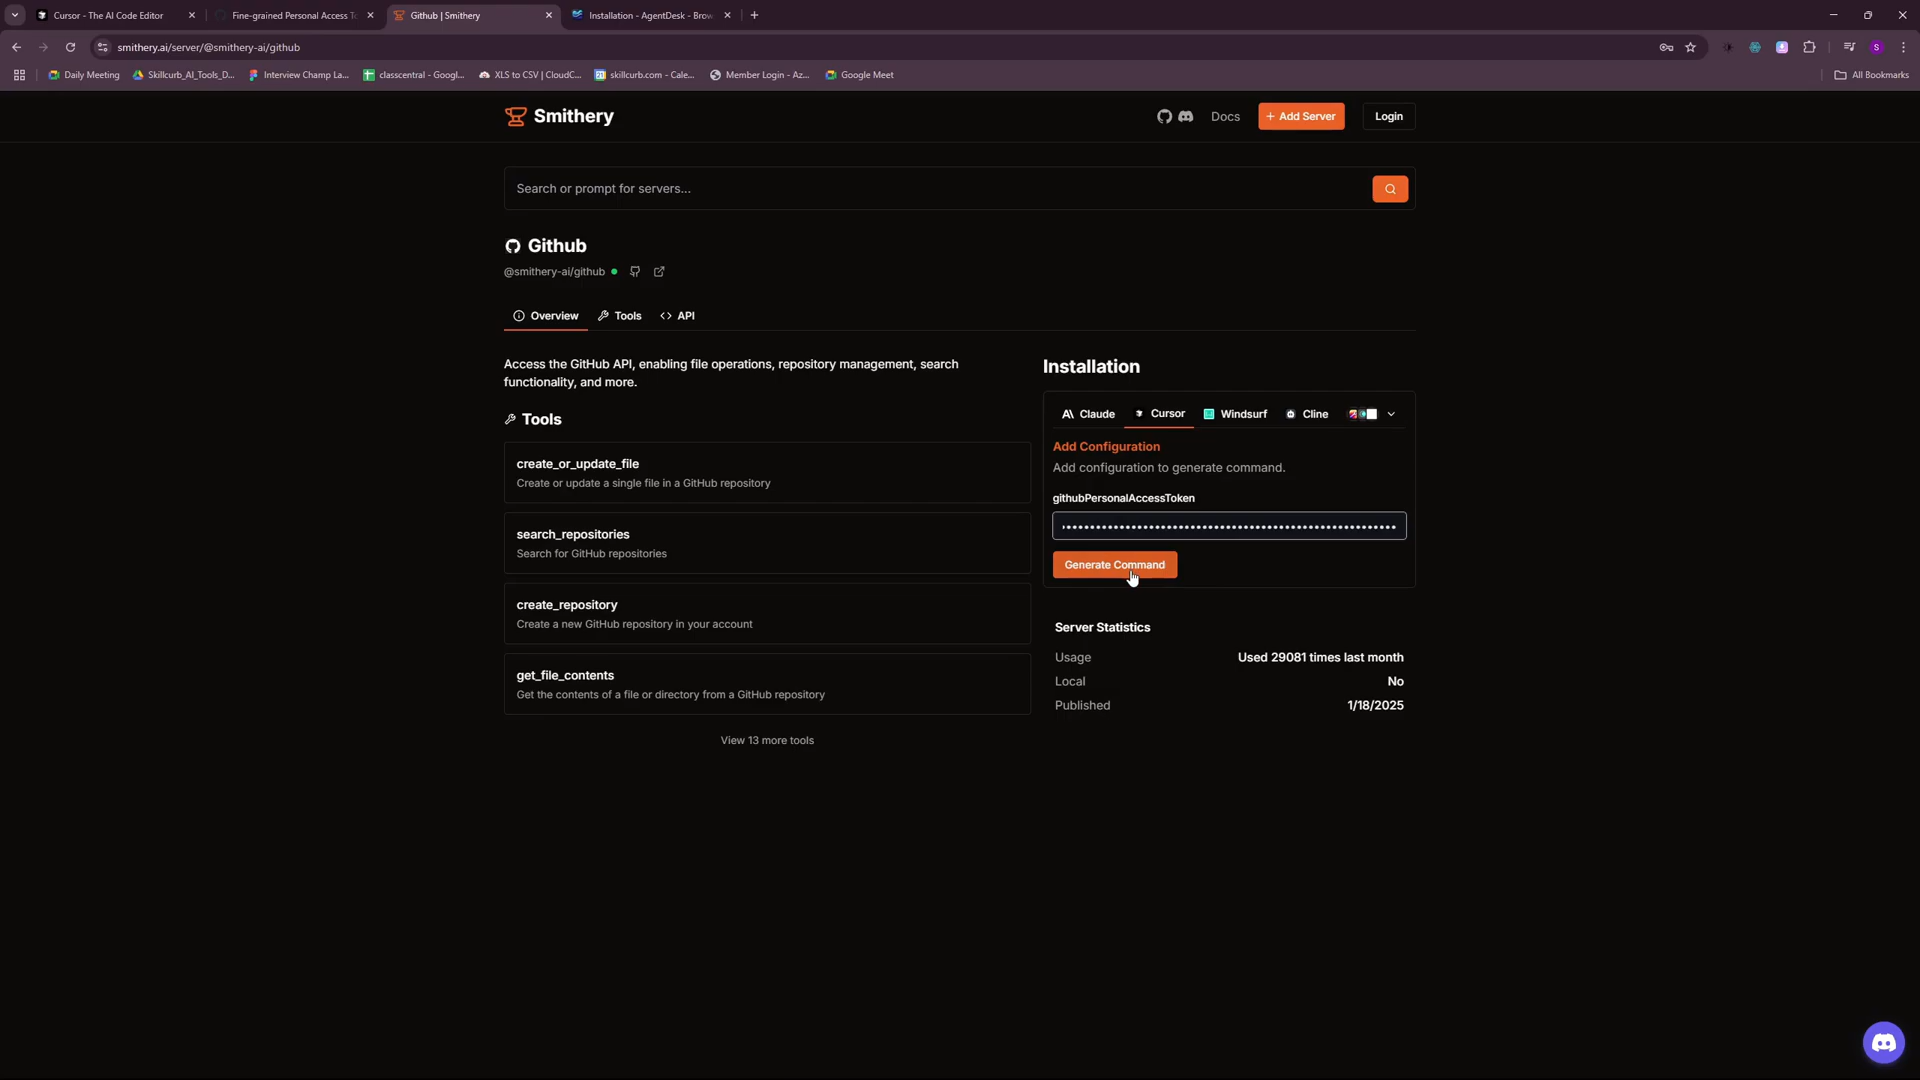 Cursor - The AI Code Editor
Fine-grained Personal Access To
Github | Smithery
Installation - AgentDesk - Brow
smithery.ai/server/@smithery-ai/github
S
Daily Meeting
Skillcurb_AI_Tools_D...
Interview Champ La...
classcentral - Googl...
XLS to CSV | CloudC...
skillcurb.com - Cale...
Member Login - Az...
Google Meet
All Bookmarks
Smithery
Docs
+ Add Server
Login
Search or prompt for servers...
Github
@smithery-ai/github
Overview
Tools
API
Access the GitHub API, enabling file operations, repository management, search
functionality, and more.
Tools
create_or_update_file
Create or update a single file in a GitHub repository
search_repositories
Search for GitHub repositories
create_repository
Create a new GitHub repository in your account
get_file_contents
Get the contents of a file or directory from a GitHub repository
View 13 more tools
Installation
Claude
Cursor
Windsurf
Cline
Add Configuration
Add configuration to generate command.
githubPersonalAccessToken
Generate Command
Server Statistics
Usage
Used 29081 times last month
Local
No
Published
1/18/2025